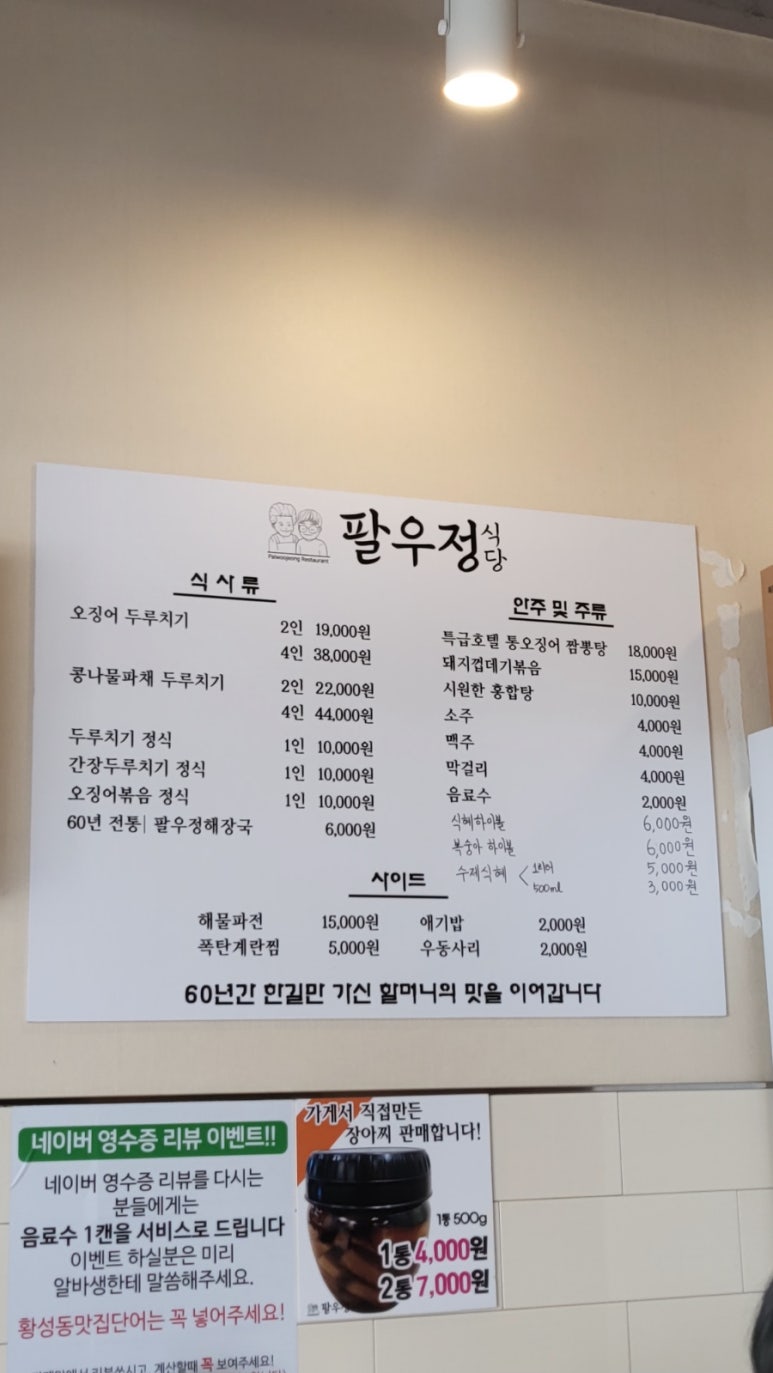 팔우정식당
Palwoojeong Restaurant
식사류
오징어 두루치기
2인 19,000원
4인 38,000원
콩나물파채 두루치기
2인 22,000원
4인 44,000원
두루치기 정식 1인 10,000원
간장두루치기 정식 1인 10,000원
오징어볶음 정식 1인 10,000원
60년 전통| 팔우정해장국 6,000원
안주 및 주류
특급호텔 통오징어 짬뽕탕 18,000원
돼지껍데기볶음 15,000원
시원한 홍합탕 10,000원
소주 4,000원
맥주 4,000원
막걸리 4,000원
음료수 2,000원
식혜하이볼 6,000원
복숭아 하이볼 6,000원
수제식혜 < 1리터 5,000원
500ml 3,000원
사이드
해물파전 15,000원 애기밥 2,000원
폭탄계란찜 5,000원 우동사리 2,000원
60년간 한길만 가신 할머니의 맛을 이어갑니다
네이버 영수증 리뷰 이벤트!!
네이버 영수증 리뷰를 다시는
분들에게는
음료수 1캔을 서비스로 드립니다
이벤트 하실분은 미리
알바생한테 말씀해주세요.
황성동맛집단어는 꼭 넣어주세요!
계산할때 꼭 보여주세요!
가게서 직접만든
장아찌 판매합니다!
1통 500g
1통 4,000원
2통 7,000원
팔우정